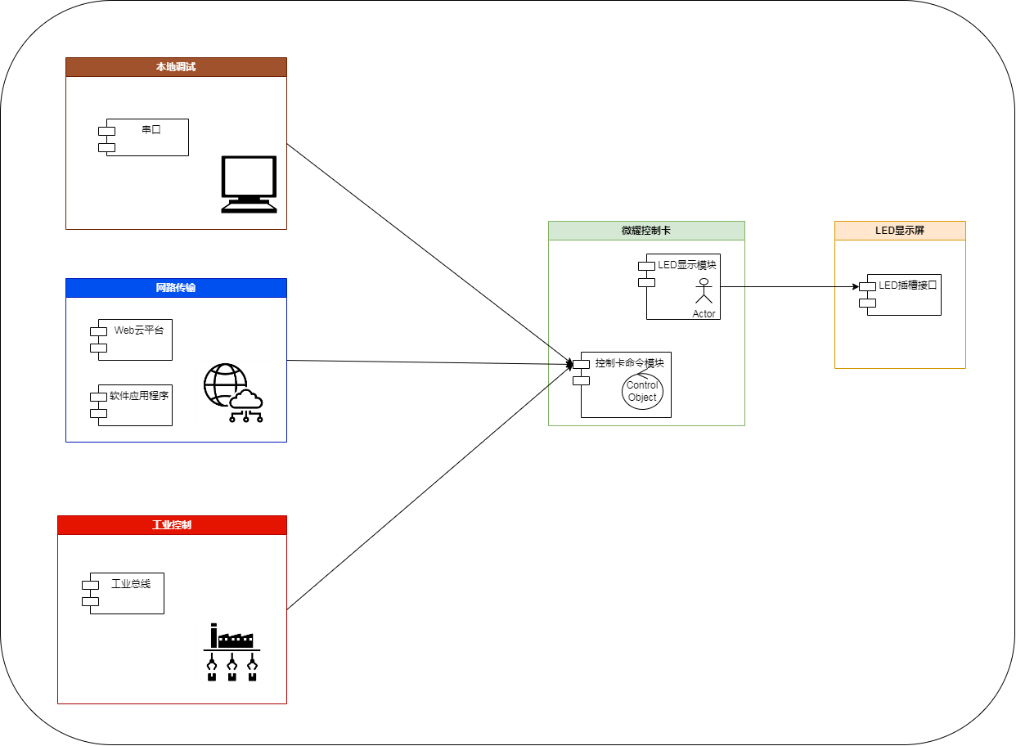 本地调试
串口
网路传输
Web云平台
软件应用程序
工业控制
工业总线
微耀控制卡
LED显示模块
Actor
控制卡命令模块
Control
Object
LED显示屏
LED插槽接口